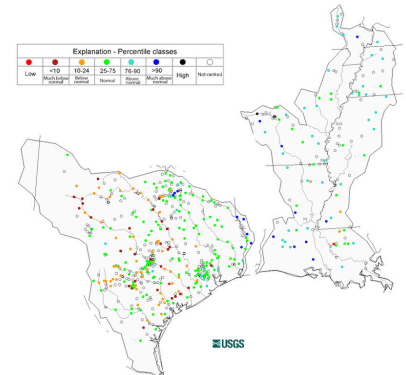 Explanation - Percentile classes
Low <10 10-24 25-75 76-90 >90 High Not-ranked
Much below normal Below normal Normal Above normal Much above normal
USGS